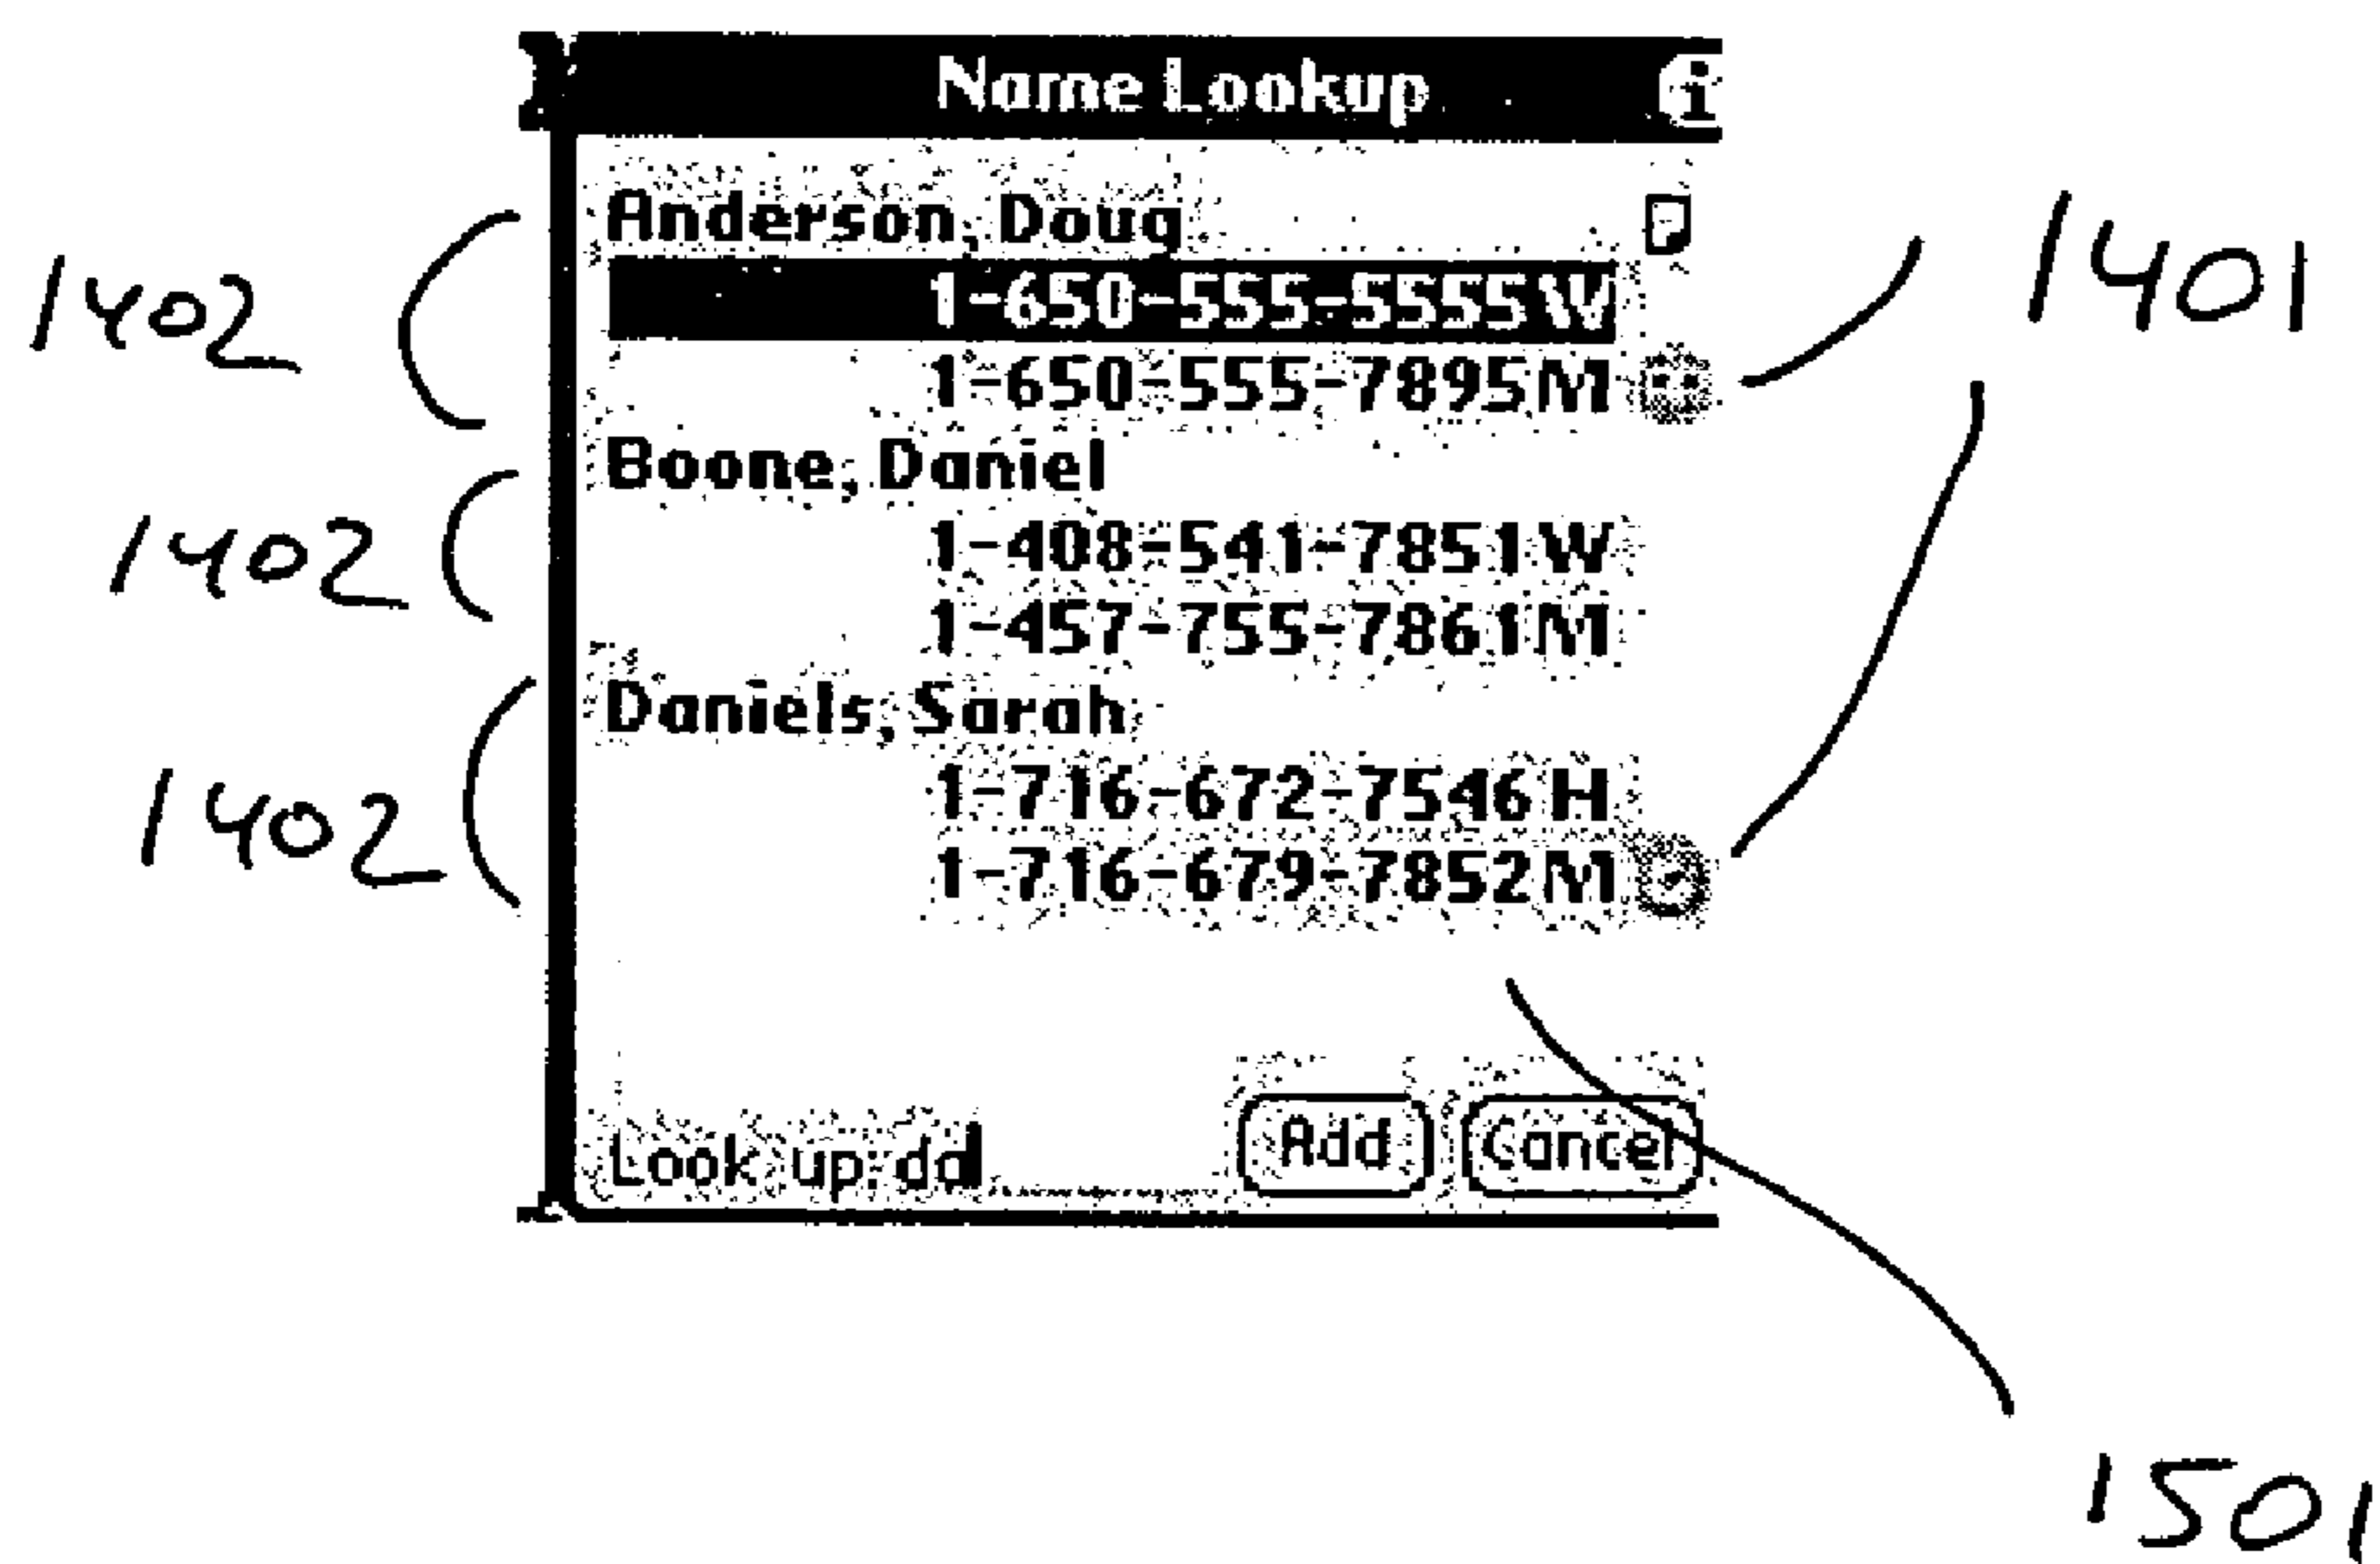 Name Lookup i
Anderson, Doug
1-650-555-5555 W
1-650-555-7895 M
Boone, Daniel
1-408-541-7851 W
1-457-755-7861 M
Daniels, Sarah
1-716-672-7546 H
1-716-679-7852 M
Look up: dd
Add
Cancel
1402
1402
1402
1401
1501